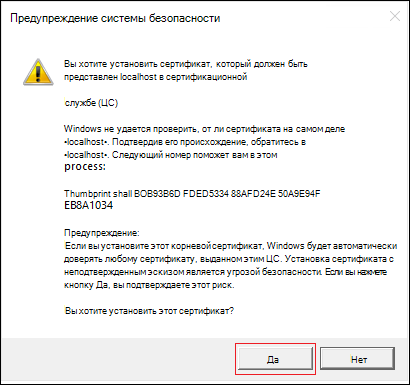 Предупреждение системы безопасности
Вы хотите установить сертификат, который должен быть
представлен localhost в сертификационной
службе (ЦС)
Windows не удается проверить, от ли сертификата на самом деле
•localhost•. Подтвердив его происхождение, обратитесь в
•localhost•. Следующий номер поможет вам в этом
process:
Thumbprint shall BOB93B6D FDED5334 88AFD24E 50A9E94F
EB8A1034
Предупреждение:
Если вы установите этот корневой сертификат, Windows будет автоматически
доверять любому сертификату, выданном этим ЦС. Установка сертификата с
неподтвержденным эскизом является угрозой безопасности. Если вы нажмете
кнопку Да, вы подтверждаете этот риск.
Вы хотите установить этот сертификат?
Да
Нет